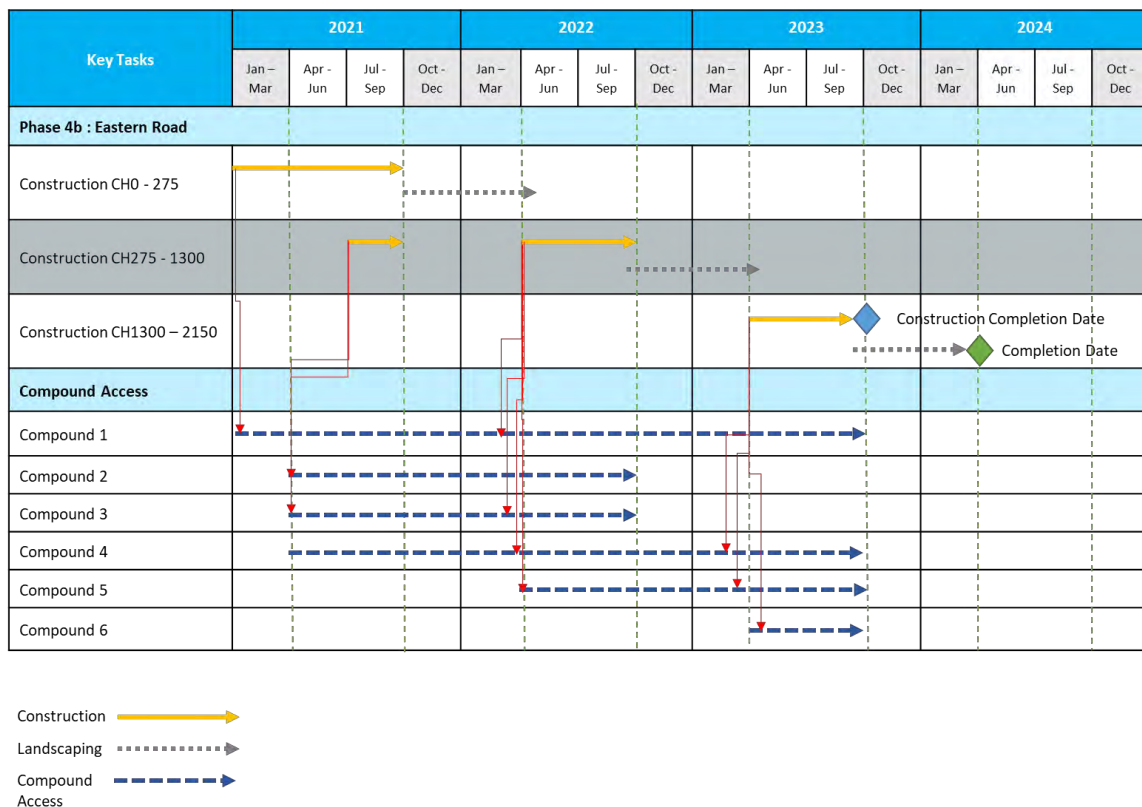 Key Tasks
2021
2022
2023
2024
Jan –
Mar
Apr -
Jun
Jul -
Sep
Oct -
Dec
Jan –
Mar
Apr -
Jun
Jul -
Sep
Oct -
Dec
Jan –
Mar
Apr -
Jun
Jul -
Sep
Oct -
Dec
Jan –
Mar
Apr -
Jun
Jul -
Sep
Oct -
Dec
Phase 4b : Eastern Road
Construction CH0 - 275
Construction CH275 - 1300
Construction CH1300 – 2150
Construction Completion Date
Completion Date
Compound Access
Compound 1
Compound 2
Compound 3
Compound 4
Compound 5
Compound 6
Construction
Landscaping
Compound
Access